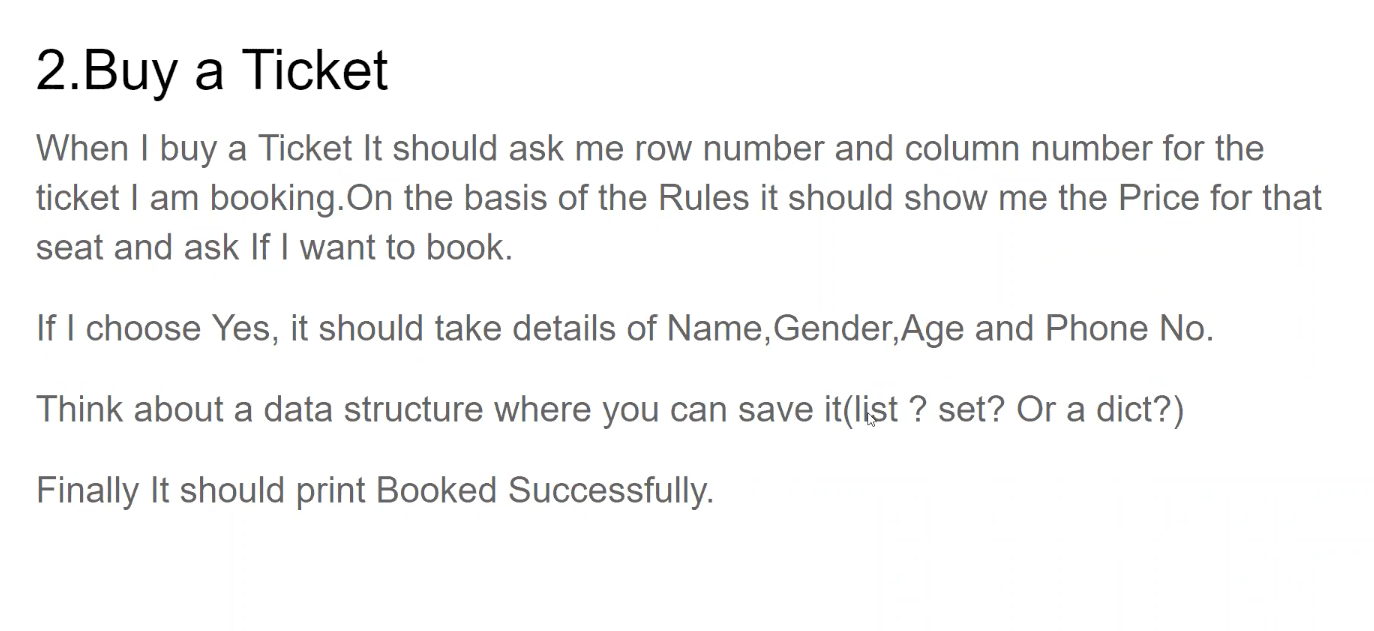 2.Buy a Ticket
When I buy a Ticket It should ask me row number and column number for the
ticket I am booking.On the basis of the Rules it should show me the Price for that
seat and ask If I want to book.
If I choose Yes, it should take details of Name,Gender,Age and Phone No.
Think about a data structure where you can save it(list ? set? Or a dict?)
Finally It should print Booked Successfully.